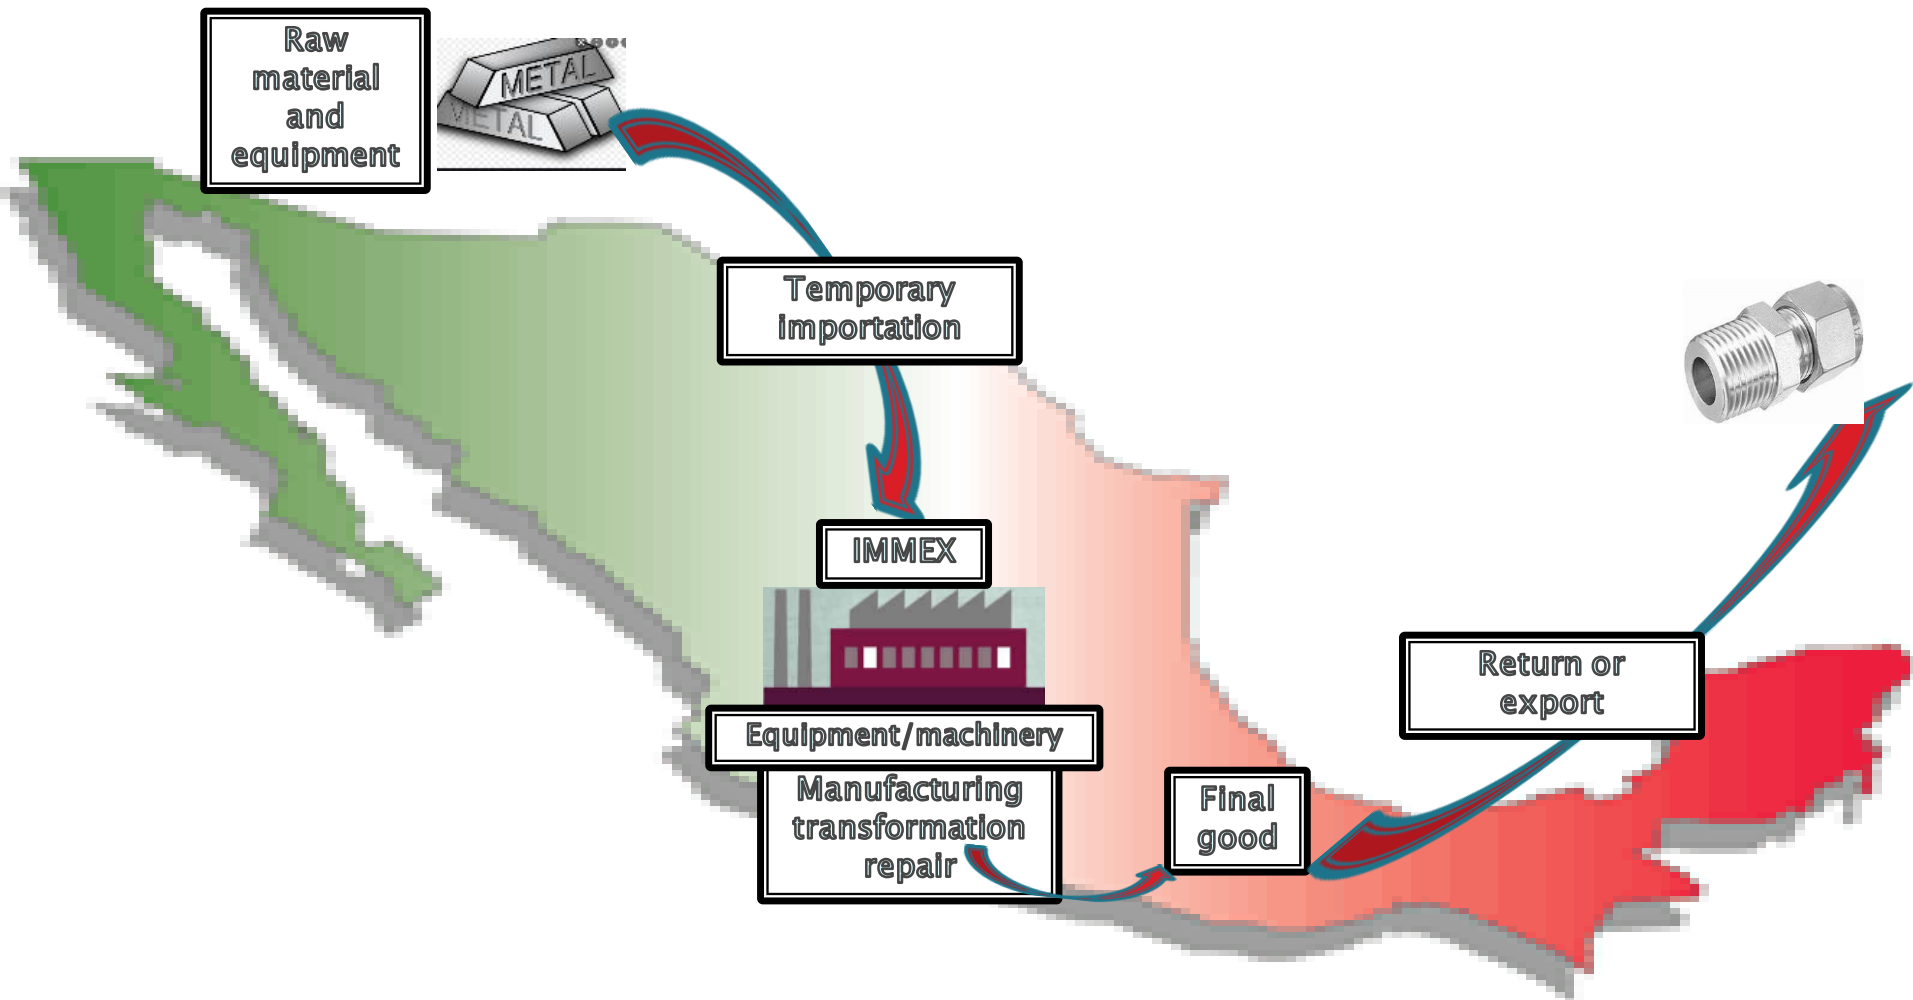 Raw
material
and
equipment
METAL
METAL
Temporary
importation
IMMEX
Equipment/machinery
Manufacturing
transformation
repair
Final
good
Return or
export